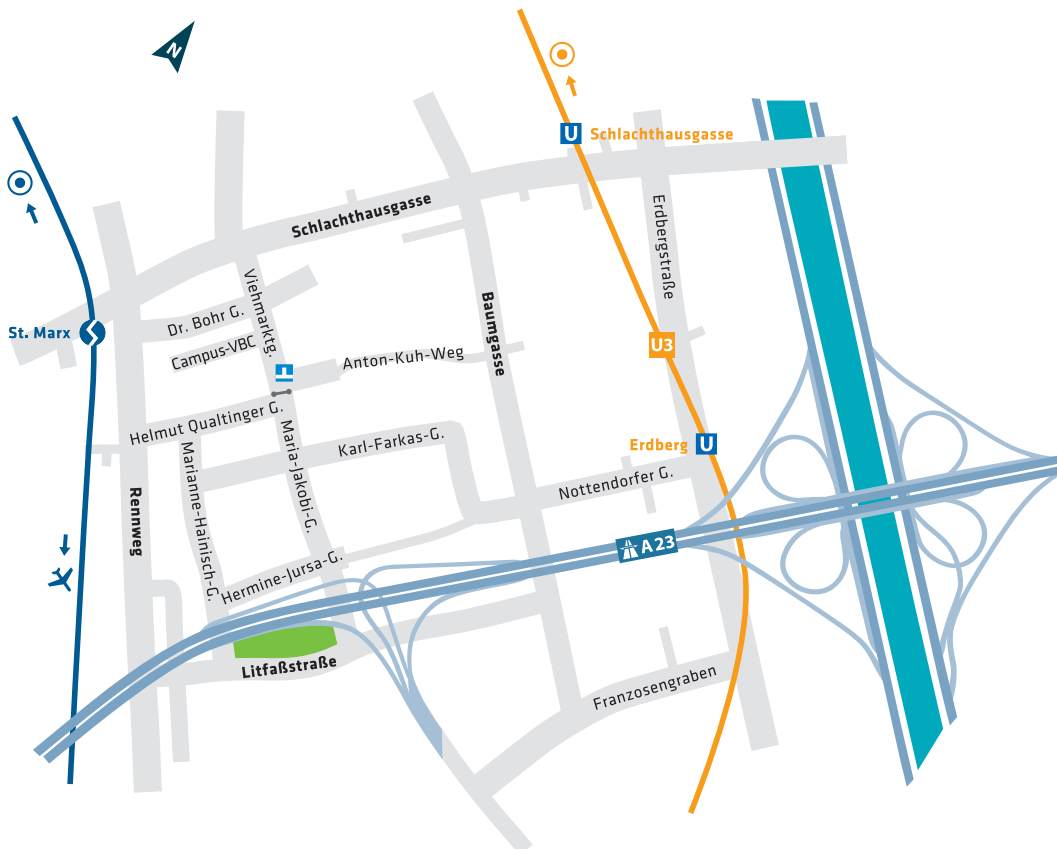 N
U
Schlachthausgasse
Schlachthausgasse
Erdbergstraße
Viehmarktg.
Baumgasse
Dr. Bohr G.
St. Marx
Campus-VBC
U3
Anton-Kuh-Weg
Helmut Qualtinger G.
Karl-Farkas-G.
Erdberg
U
Marianne-Hainisch-G.
Maria-Jakobi-G.
Nottendorfer G.
Rennweg
A 23
Hermine-Jursa-G.
Litfaßstraße
Franzosengraben